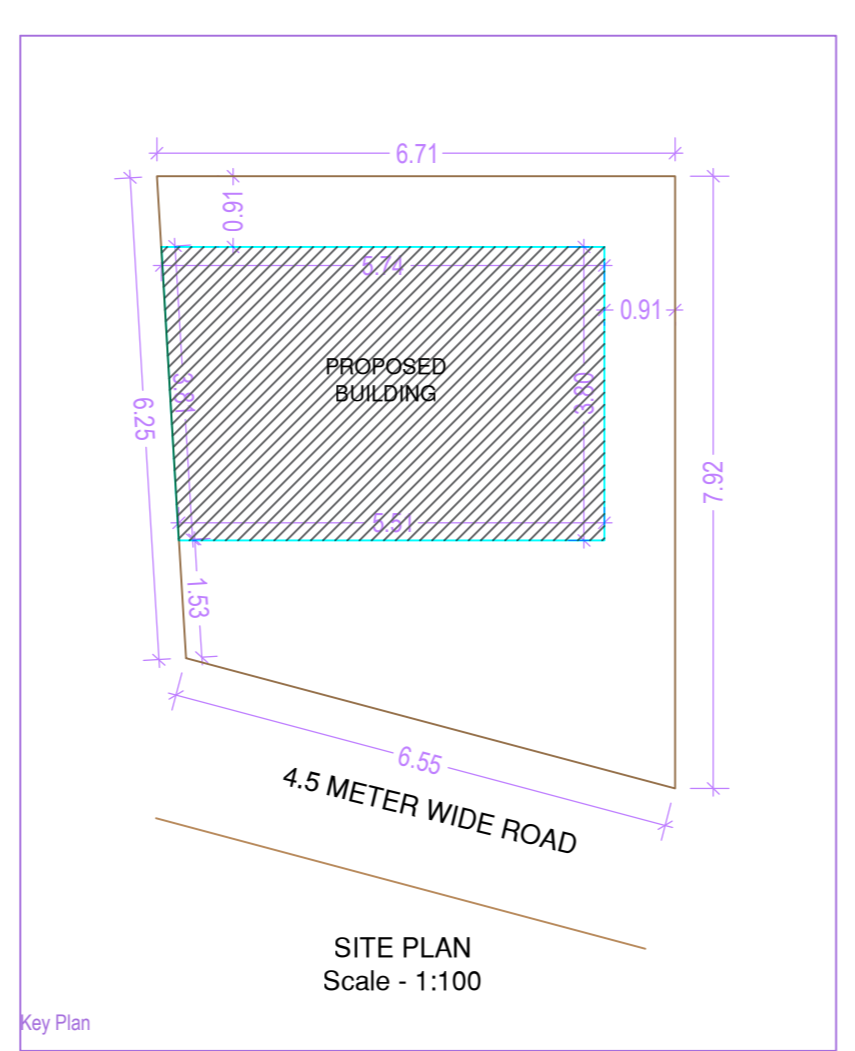 6.71
0.91
5.74
0.91
PROPOSED
BUILDING
3.81
3.80
6.25
7.92
5.51
1.53
6.55
4.5 METER WIDE ROAD
SITE PLAN
Scale - 1:100
Key Plan